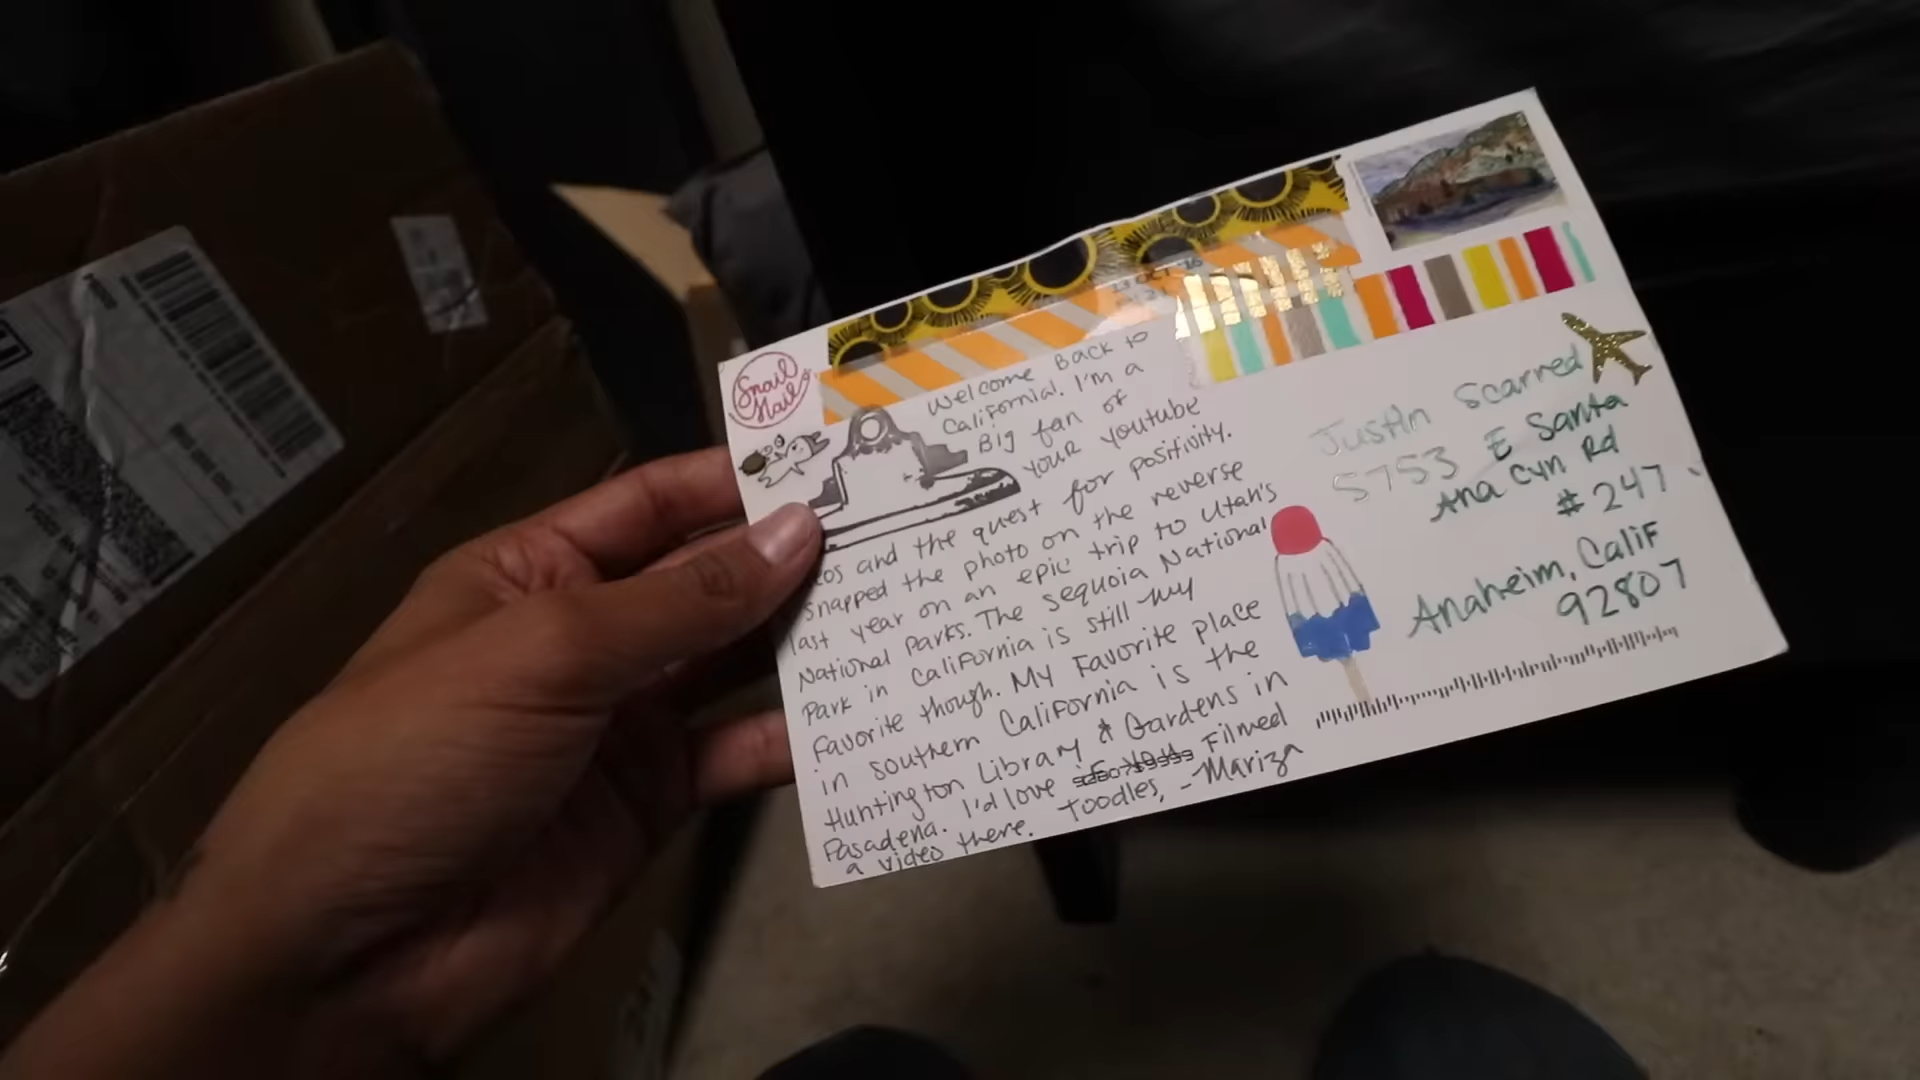 Snail
Mail
Welcome Back to
California! I'm a
Big fan of
your youtube
and the quest for positivity.
snapped the photo on the reverse
last year on an epic trip to Utah's
National Parks. The Sequoia National
Park in California is still my
favorite though. My Favorite place
in southern California is the
Huntington Library & Gardens in
Pasadena. I'd love if you Filmed
a video there. Toodles, - Mariza
Justin Scarred
5753 E Santa
Ana Cyn Rd
#247
Anaheim, Calif
92807